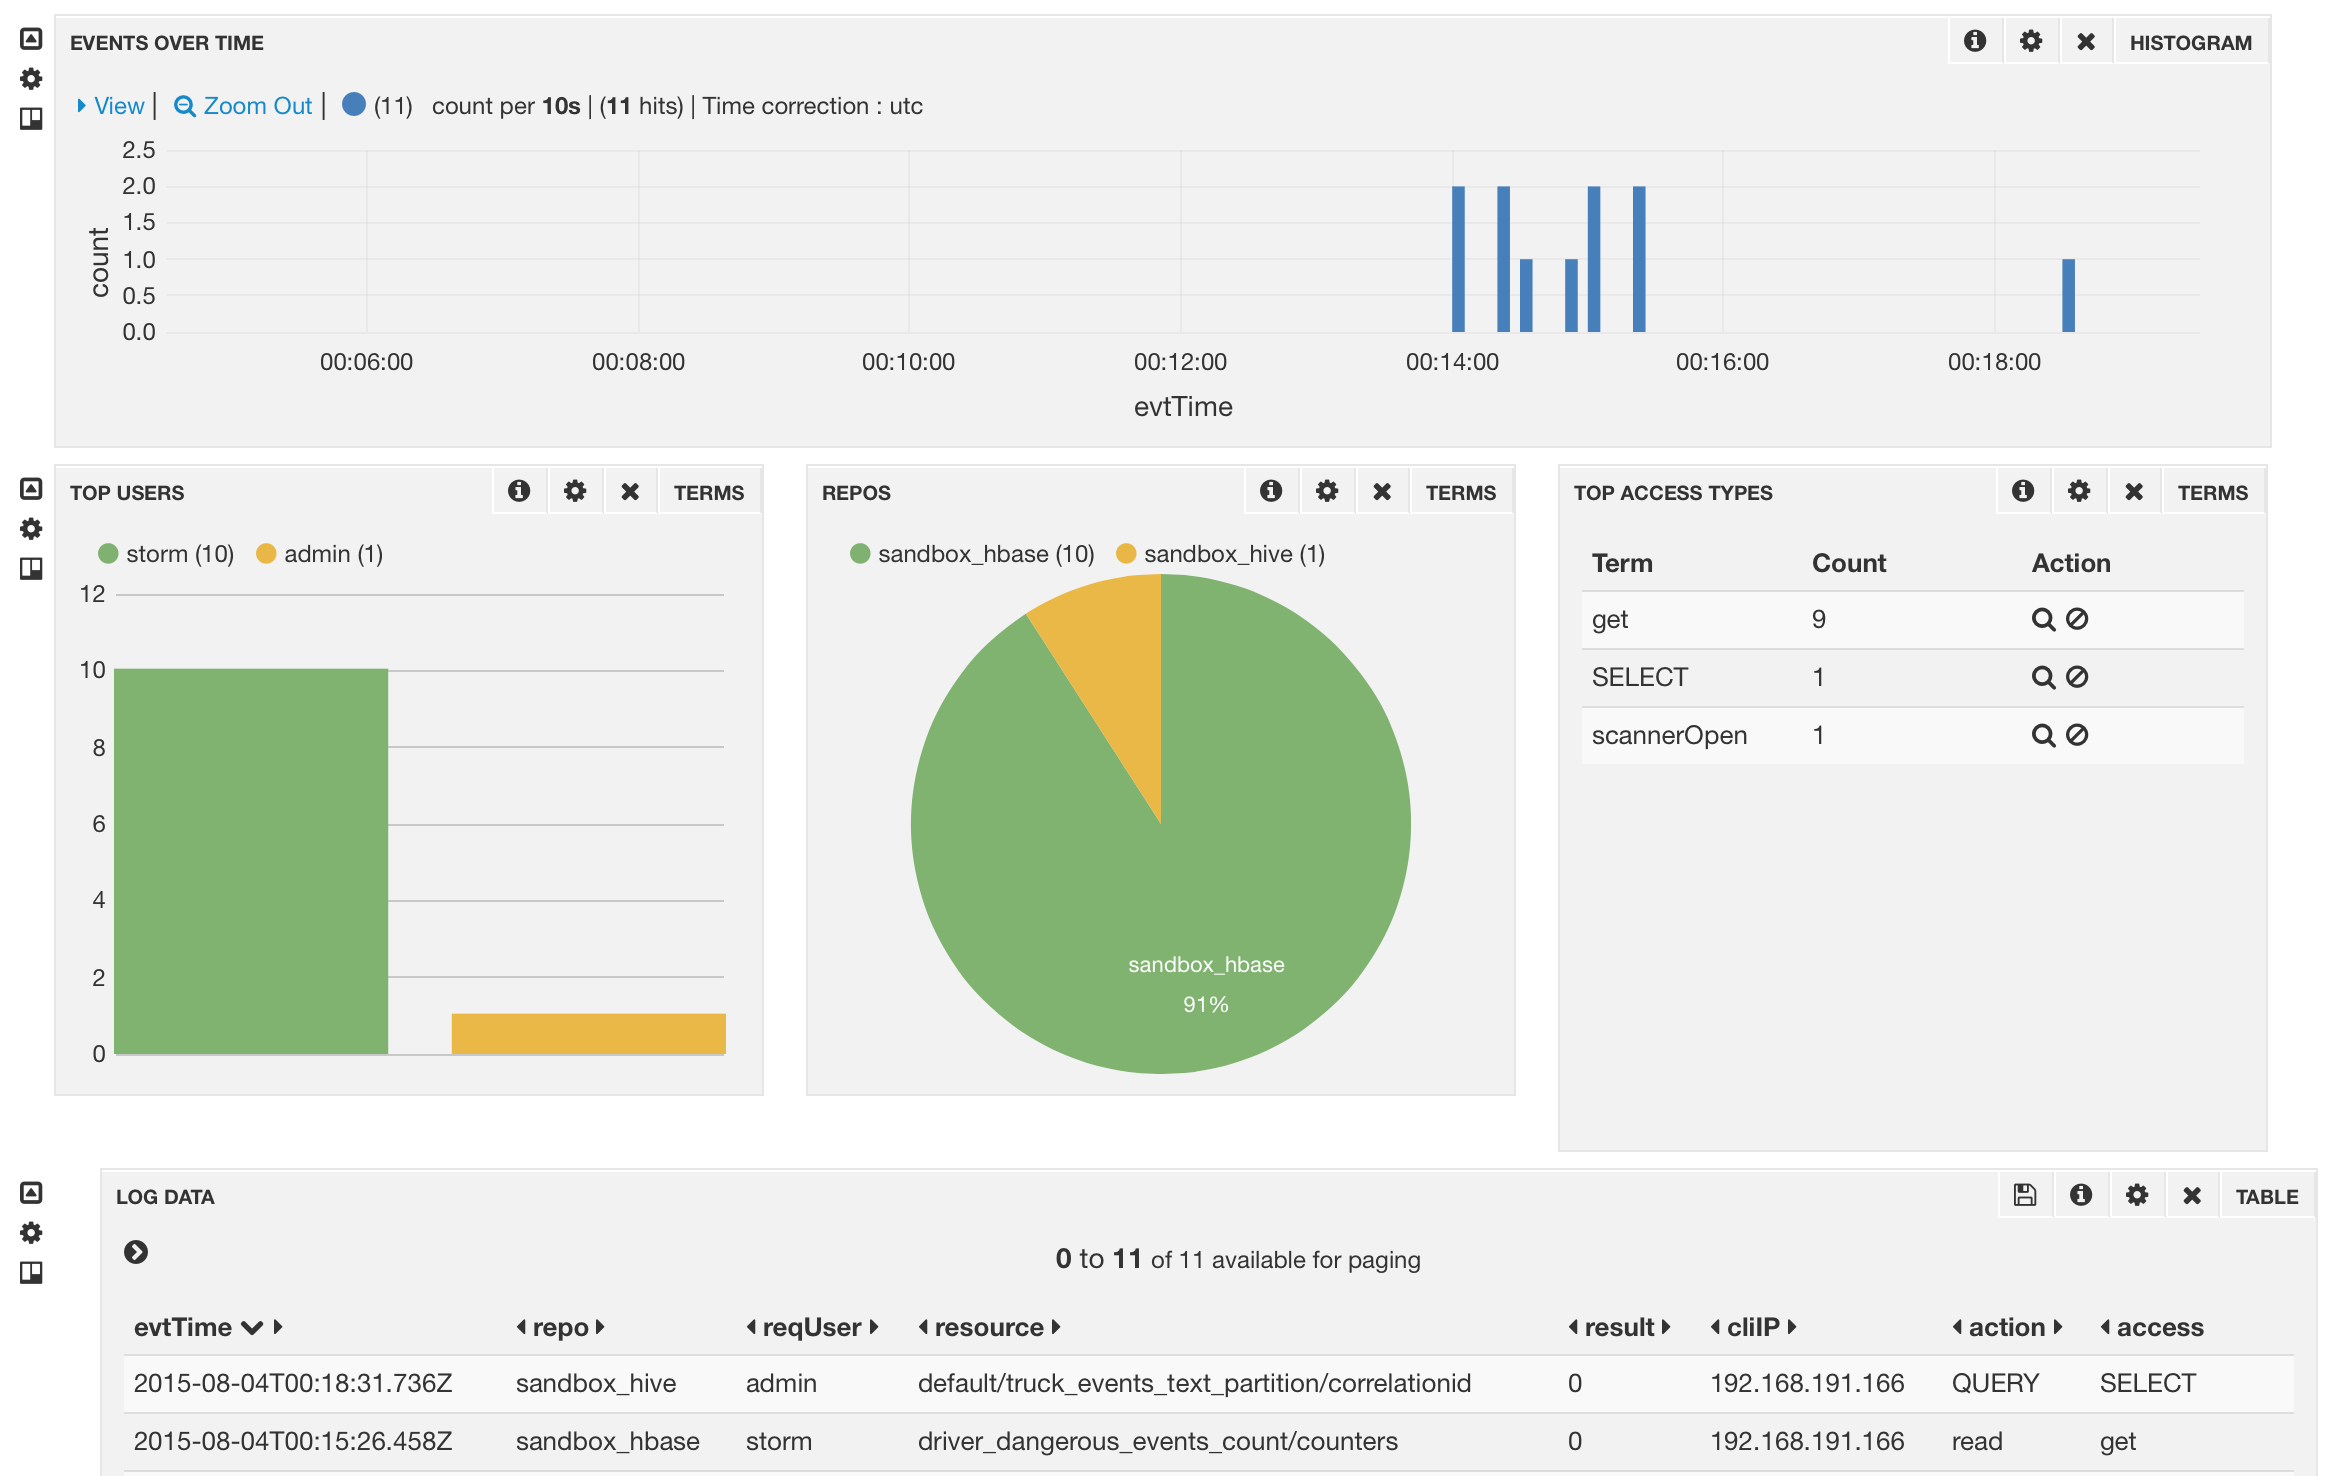 EVENTS OVER TIME
HISTOGRAM
View | Zoom Out | (11) count per 10s | (11 hits) | Time correction : utc
2.5
2.0
1.5
1.0
0.5
0.0
count
00:06:00 00:08:00 00:10:00 00:12:00 00:14:00 00:16:00 00:18:00
evtTime
TOP USERS
TERMS
storm (10) admin (1)
12
10
8
6
4
2
0
REPOS
TERMS
sandbox_hbase (10) sandbox_hive (1)
sandbox_hbase
91%
TOP ACCESS TYPES
TERMS
Term Count Action
get 9
SELECT 1
scannerOpen 1
LOG DATA
TABLE
0 to 11 of 11 available for paging
evtTime repo reqUser resource result cliIP action access
2015-08-04T00:18:31.736Z sandbox_hive admin default/truck_events_text_partition/correlationid 0 192.168.191.166 QUERY SELECT
2015-08-04T00:15:26.458Z sandbox_hbase storm driver_dangerous_events_count/counters 0 192.168.191.166 read get